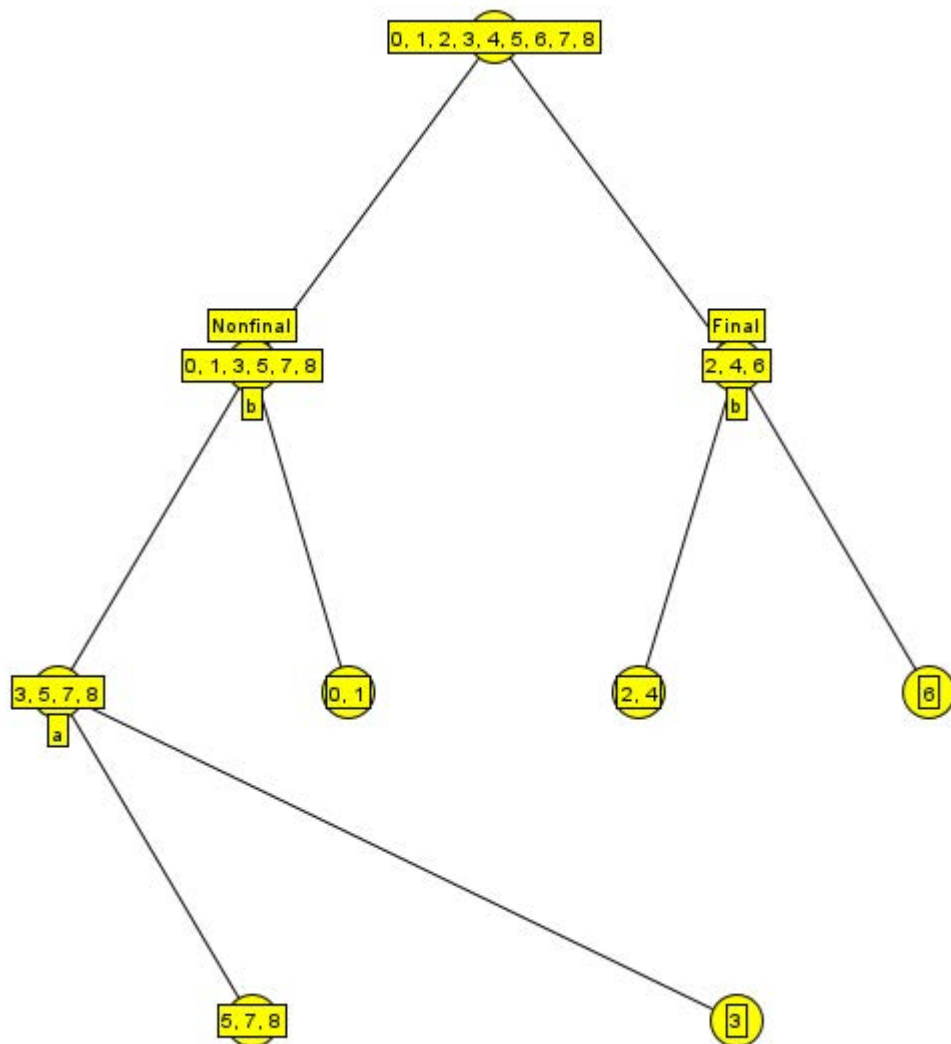 0, 1, 2, 3, 4, 5, 6, 7, 8
Nonfinal
0, 1, 3, 5, 7, 8
b
Final
2, 4, 6
b
3, 5, 7, 8
a
0, 1
2, 4
6
5, 7, 8
3